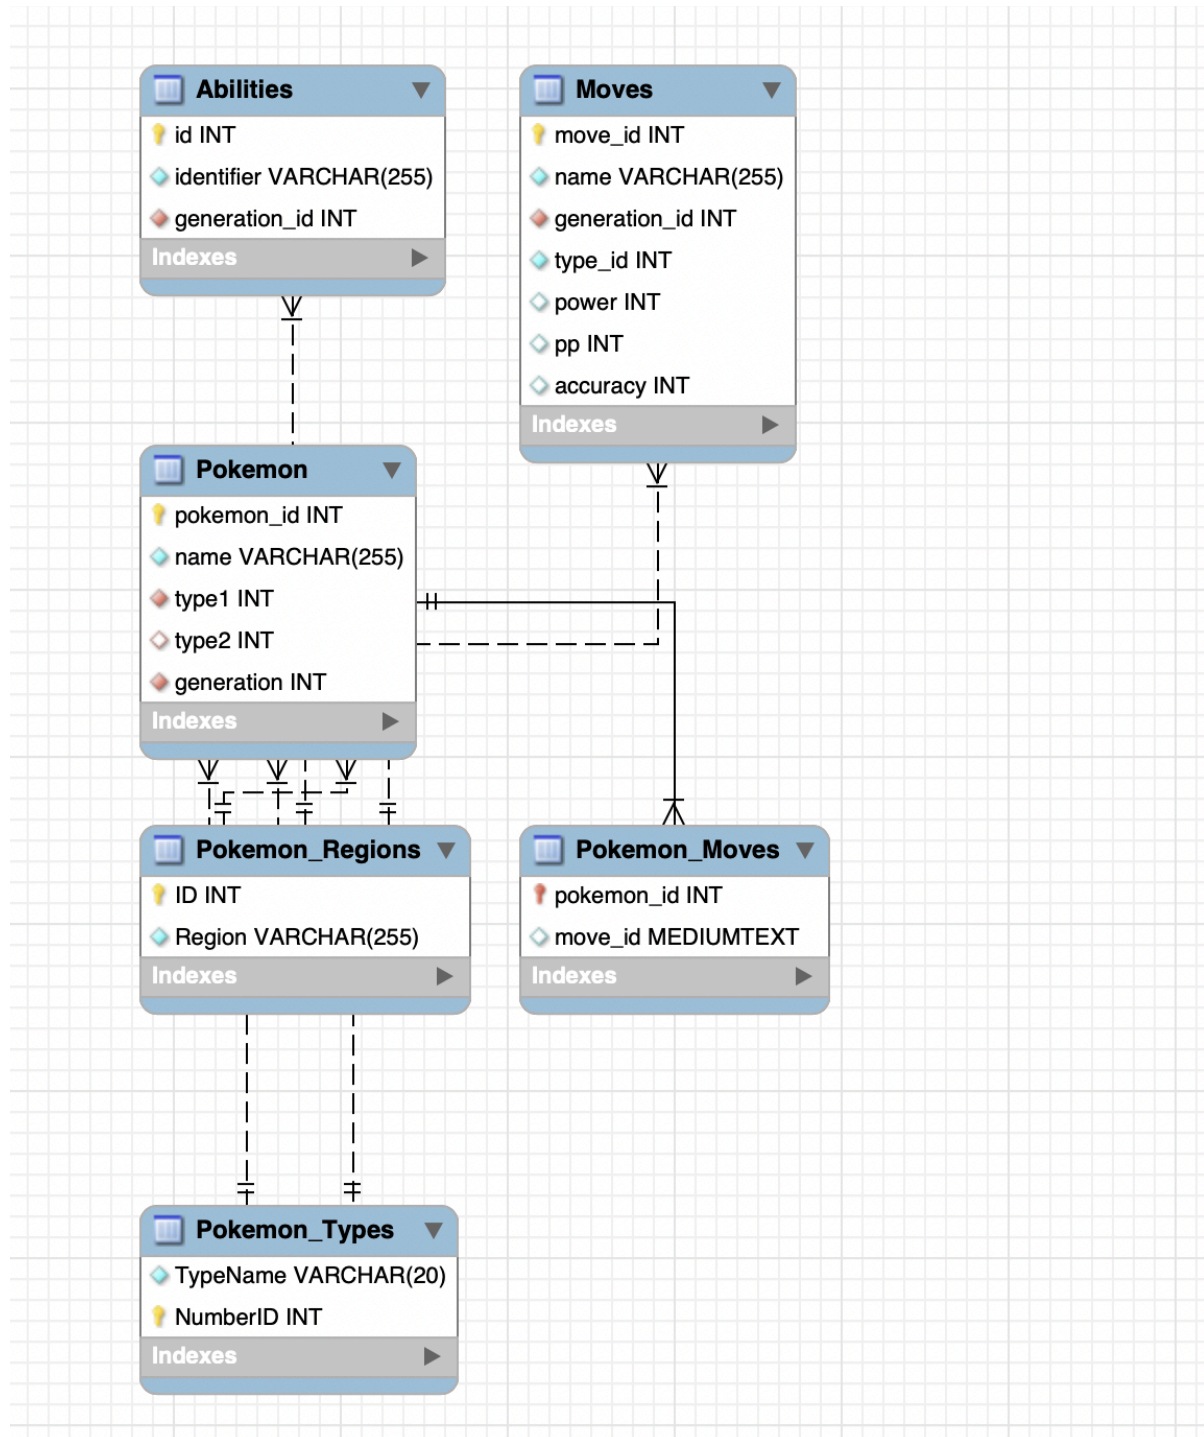 Abilities
id INT
identifier VARCHAR(255)
generation_id INT
Indexes
Moves
move_id INT
name VARCHAR(255)
generation_id INT
type_id INT
power INT
pp INT
accuracy INT
Indexes
Pokemon
pokemon_id INT
name VARCHAR(255)
type1 INT
type2 INT
generation INT
Indexes
Pokemon_Regions
ID INT
Region VARCHAR(255)
Indexes
Pokemon_Moves
pokemon_id INT
move_id MEDIUMTEXT
Indexes
Pokemon_Types
TypeName VARCHAR(20)
NumberID INT
Indexes